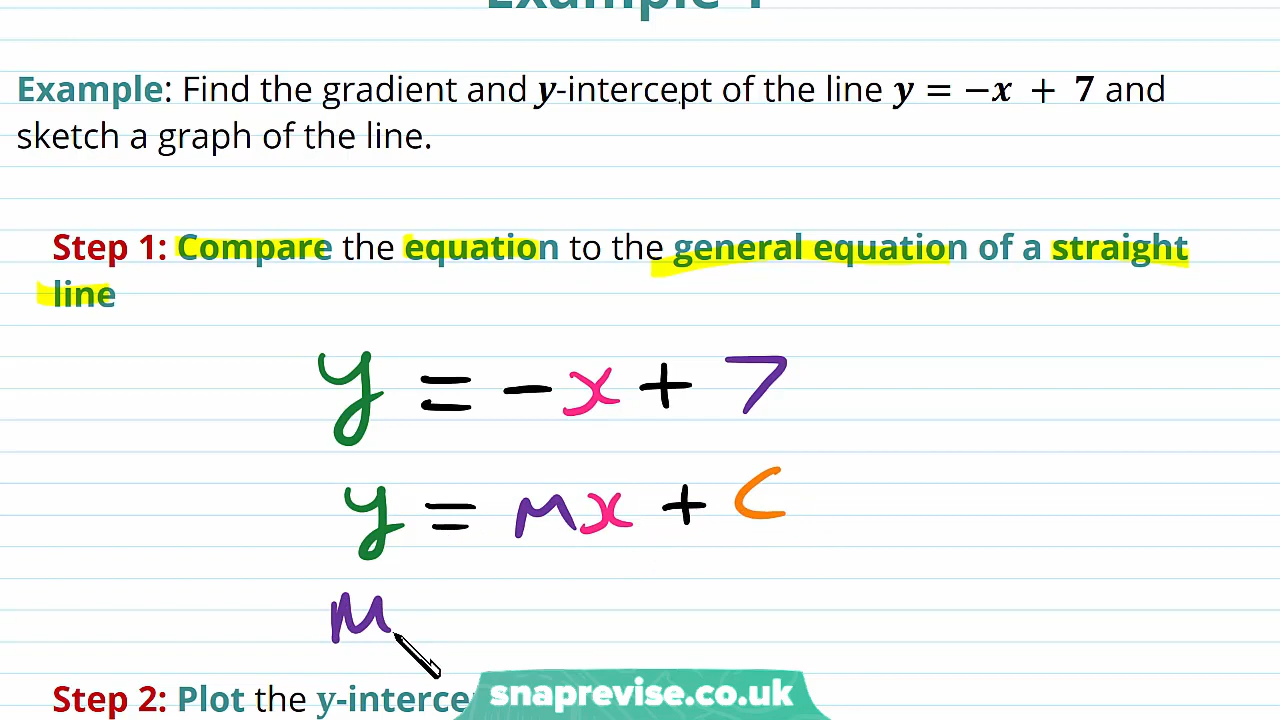 Example 1
Example: Find the gradient and y-intercept of the line y = −x + 7 and
sketch a graph of the line.
Step 1: Compare the equation to the general equation of a straight
line
y = -x + 7
y = mx + c
m
Step 2: Plot the y-interce
snaprevise.co.uk